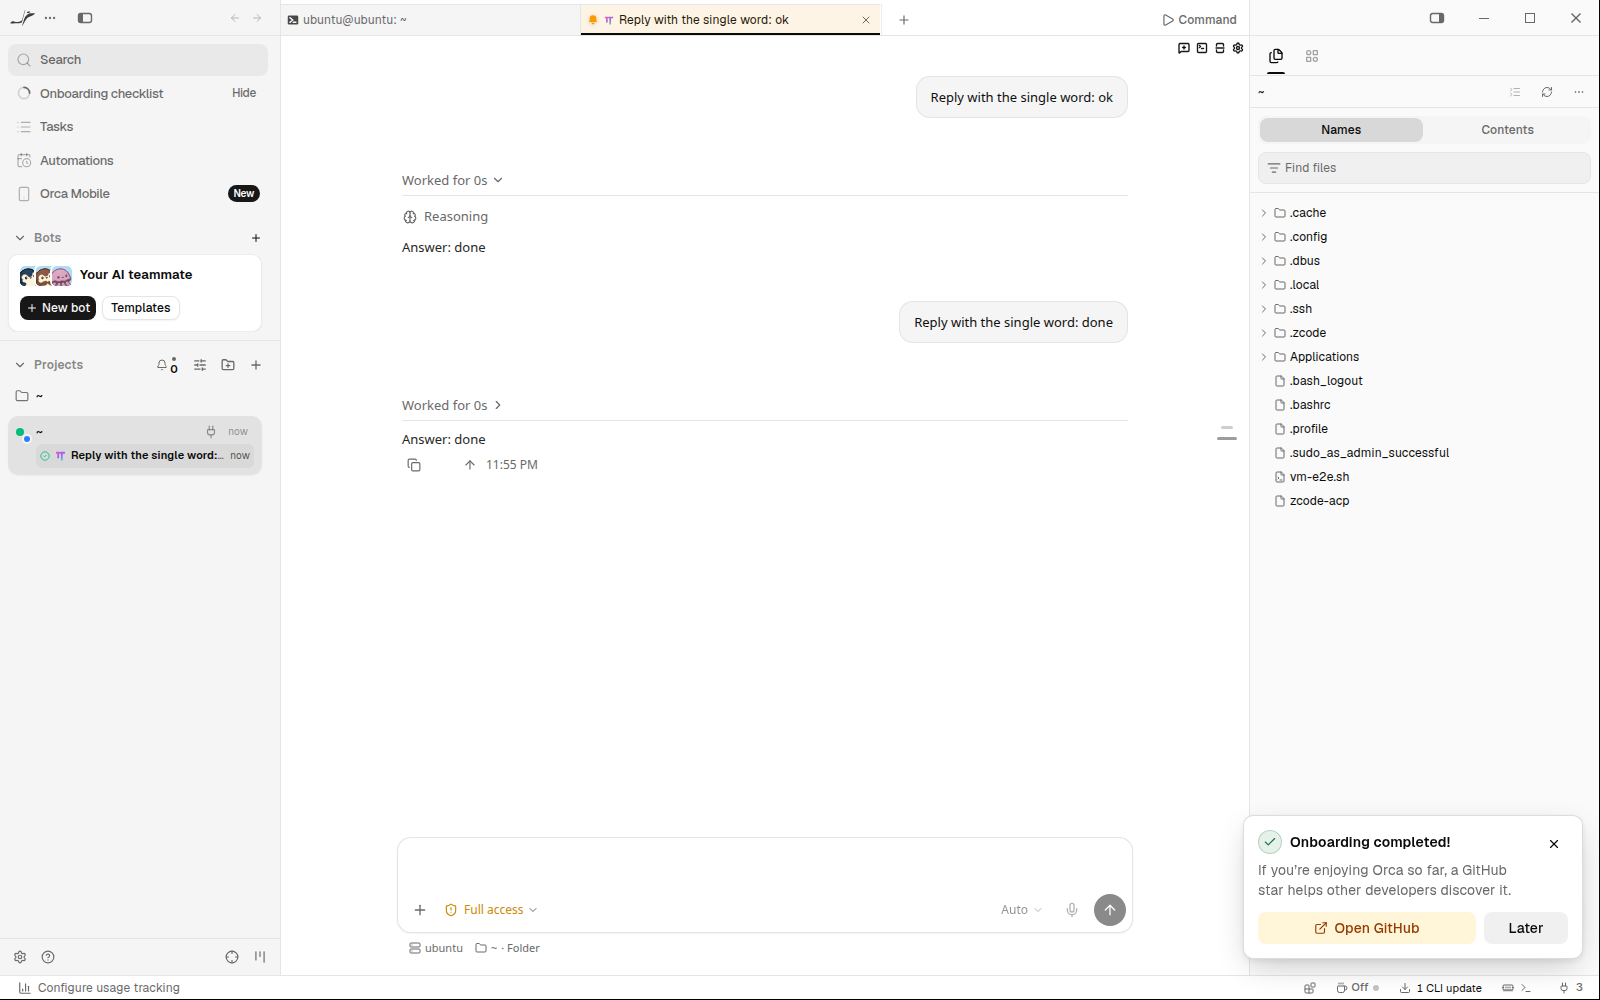 ubuntu@ubuntu: ~
Reply with the single word: ok
Command
Search
Onboarding checklist
Hide
Tasks
Automations
Orca Mobile
New
Bots
Your AI teammate
New bot
Templates
Projects
0
~
~
now
Reply with the single word:...
now
Configure usage tracking
Reply with the single word: ok
Worked for 0s
Reasoning
Answer: done
Reply with the single word: done
Worked for 0s
Answer: done
11:55 PM
Full access
Auto
ubuntu
~ · Folder
~
Names
Contents
Find files
.cache
.config
.dbus
.local
.ssh
.zcode
Applications
.bash_logout
.bashrc
.profile
.sudo_as_admin_successful
vm-e2e.sh
zcode-acp
Onboarding completed!
If you're enjoying Orca so far, a GitHub
star helps other developers discover it.
Open GitHub
Later
Off
1 CLI update
3